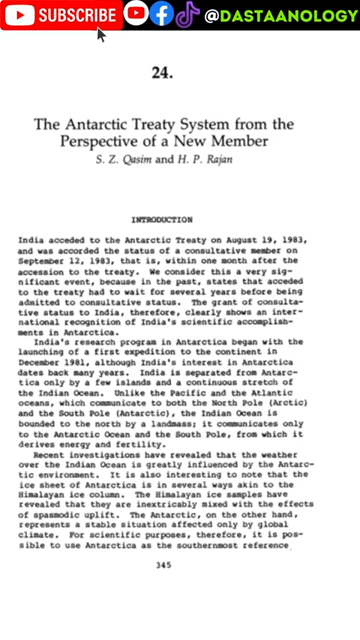 SUBSCRIBE @DASTAANOLOGY
24.
The Antarctic Treaty System from the
Perspective of a New Member
S. Z. Qasim and H. P. Rajan
INTRODUCTION
India acceded to the Antarctic Treaty on August 19, 1983,
and was accorded the status of a consultative member on
September 12, 1983, that is, within one month after the
accession to the treaty. We consider this a very sig-
nificant event, because in the past, states that acceded
to the treaty had to wait for several years before being
admitted to consultative status. The grant of consulta-
tive status to India, therefore, clearly shows an inter-
national recognition of India's scientific accomplish-
ments in Antarctica.
India's research program in Antarctica began with the
launching of a first expedition to the continent in
December 1981, although India's interest in Antarctica
dates back many years. India is separated from Antarc-
tica only by a few islands and a continuous stretch of
the Indian Ocean. Unlike the Pacific and the Atlantic
oceans, which communicate to both the North Pole (Arctic)
and the South Pole (Antarctic), the Indian Ocean is
bounded to the north by a landmass; it communicates only
to the Antarctic Ocean and the South Pole, from which it
derives energy and fertility.
Recent investigations have revealed that the weather
over the Indian Ocean is greatly influenced by the Antarc-
tic environment. It is also interesting to note that the
ice sheet of Antarctica is in several ways akin to the
Himalayan ice column. The Himalayan ice samples have
revealed that they are inextricably mixed with the effects
of spasmodic uplift. The Antarctic, on the other hand,
represents a stable situation affected only by global
climate. For scientific purposes, therefore, it is pos-
sible to use Antarctica as the southernmost reference
345